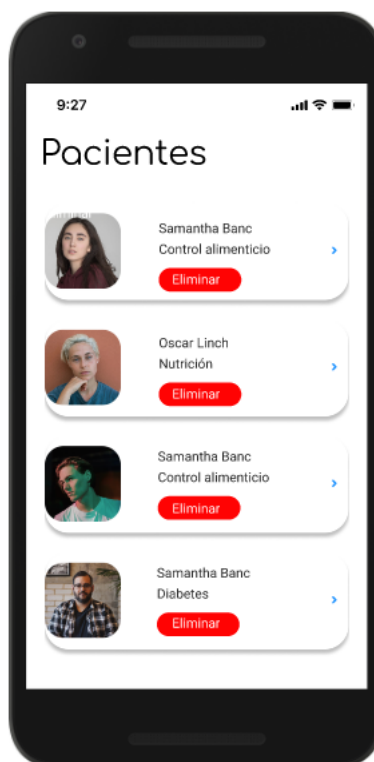 9:27
Pacientes
Samantha Banc
Control alimenticio
Eliminar
Oscar Linch
Nutrición
Eliminar
Samantha Banc
Control alimenticio
Eliminar
Samantha Banc
Diabetes
Eliminar